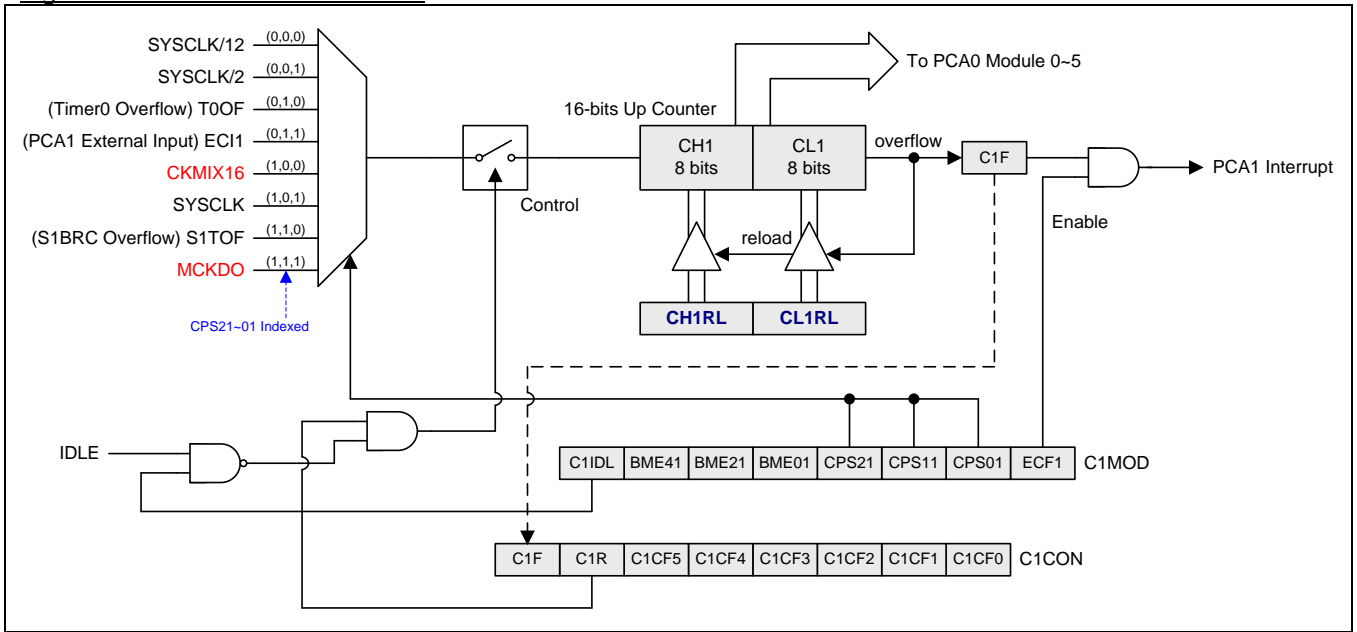 SYSCLK/12 (0,0,0)
SYSCLK/2 (0,0,1)
(Timer0 Overflow) T0OF (0,1,0)
(PCA1 External Input) ECI1 (0,1,1)
CKMIX16 (1,0,0)
SYSCLK (1,0,1)
(S1BRC Overflow) S1TOF (1,1,0)
MCKDO (1,1,1)
CPS21~01 Indexed
Control
16-bits Up Counter
To PCA0 Module 0~5
CH1 CL1
8 bits 8 bits
overflow
C1F
PCA1 Interrupt
Enable
reload
CH1RL CL1RL
IDLE
C1IDL BME41 BME21 BME01 CPS21 CPS11 CPS01 ECF1 C1MOD
C1F C1R C1CF5 C1CF4 C1CF3 C1CF2 C1CF1 C1CF0 C1CON